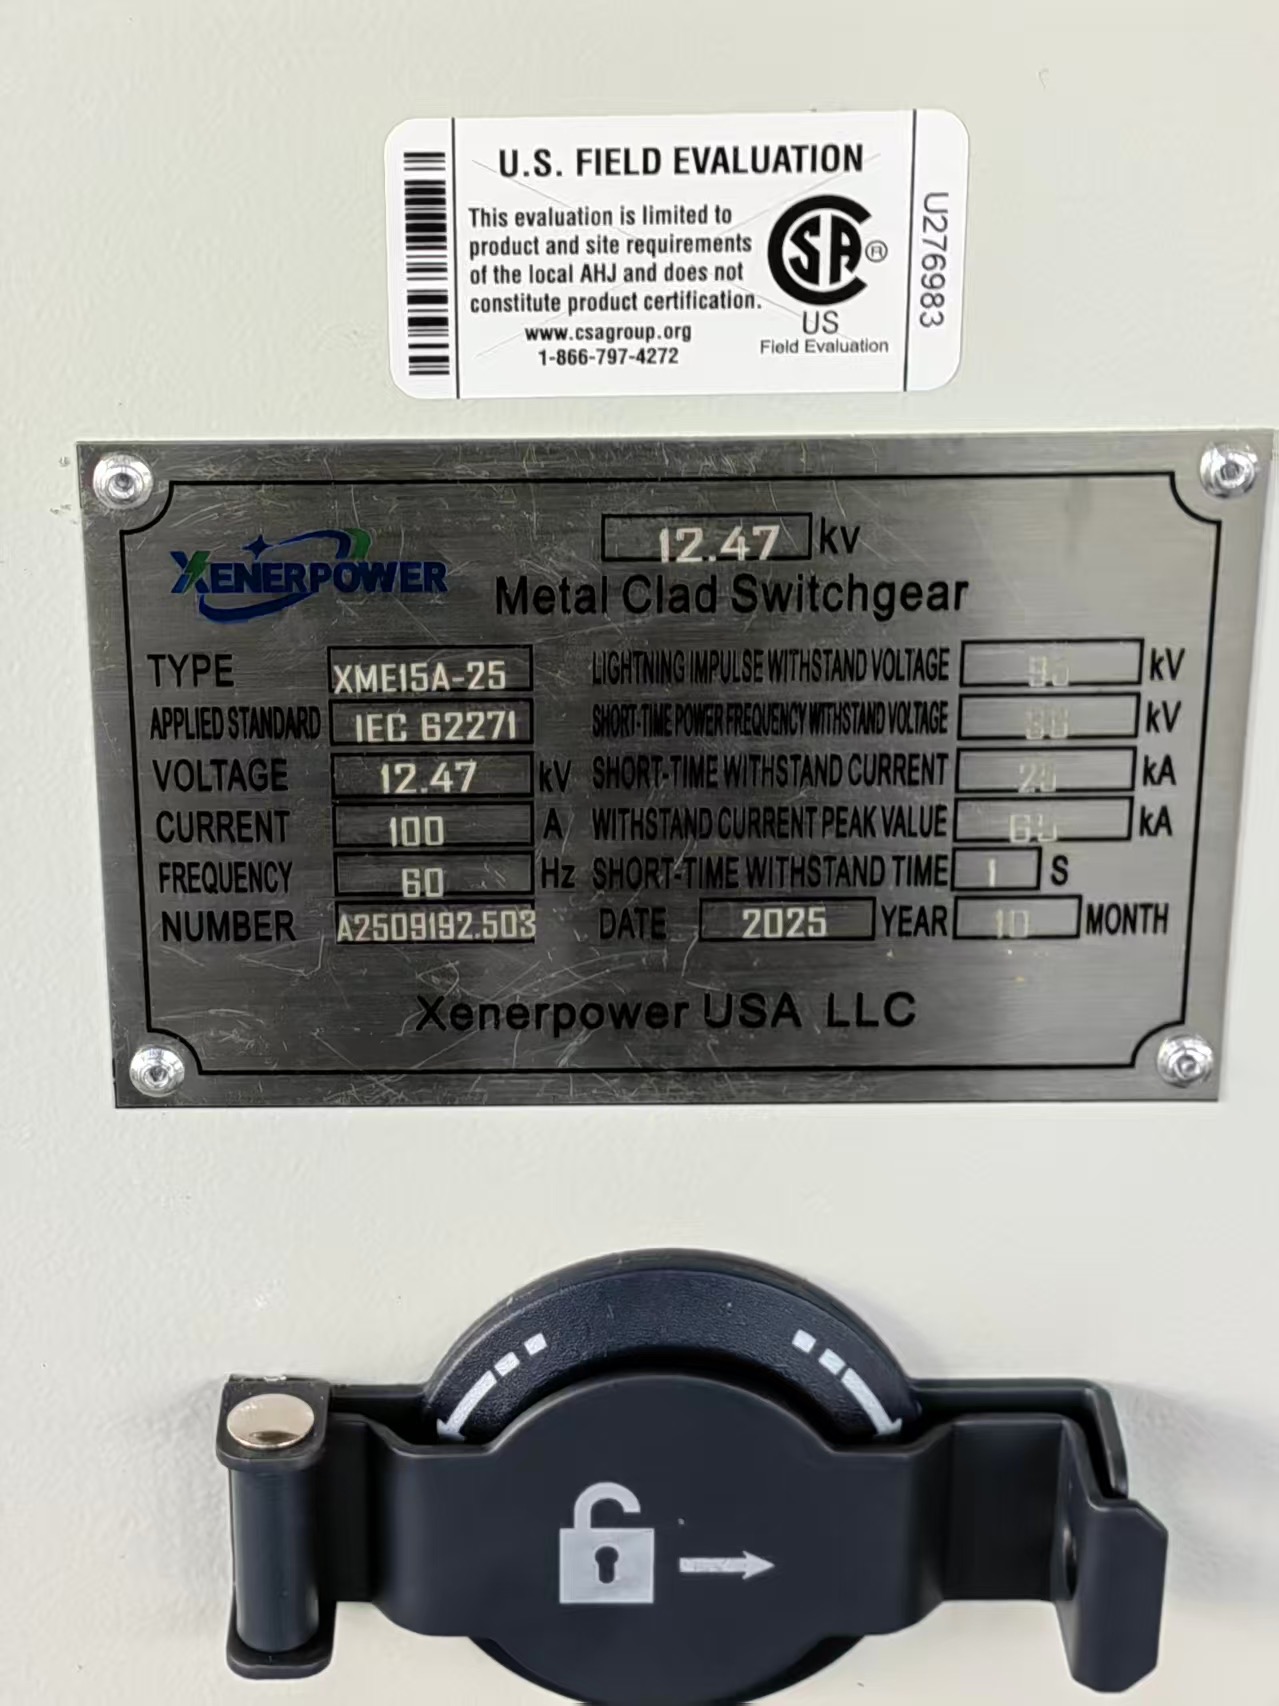 U.S. FIELD EVALUATION
This evaluation is limited to
product and site requirements
of the local AHJ and does not
constitute product certification.
www.csagroup.org
1-866-797-4272
CSA ®
US
Field Evaluation
U276983
XENERPOWER
12.47 kV
Metal Clad Switchgear
TYPE XME15A-25
APPLIED STANDARD IEC 62271
VOLTAGE 12.47 kV
CURRENT 100 A
FREQUENCY 60 Hz
NUMBER A2509192.503
LIGHTNING IMPULSE WITHSTAND VOLTAGE 95 kV
SHORT-TIME POWER FREQUENCY WITHSTAND VOLTAGE kV
SHORT-TIME WITHSTAND CURRENT 25 kA
WITHSTAND CURRENT PEAK VALUE kA
SHORT-TIME WITHSTAND TIME 1 S
DATE 2025 YEAR 10 MONTH
Xenerpower USA LLC